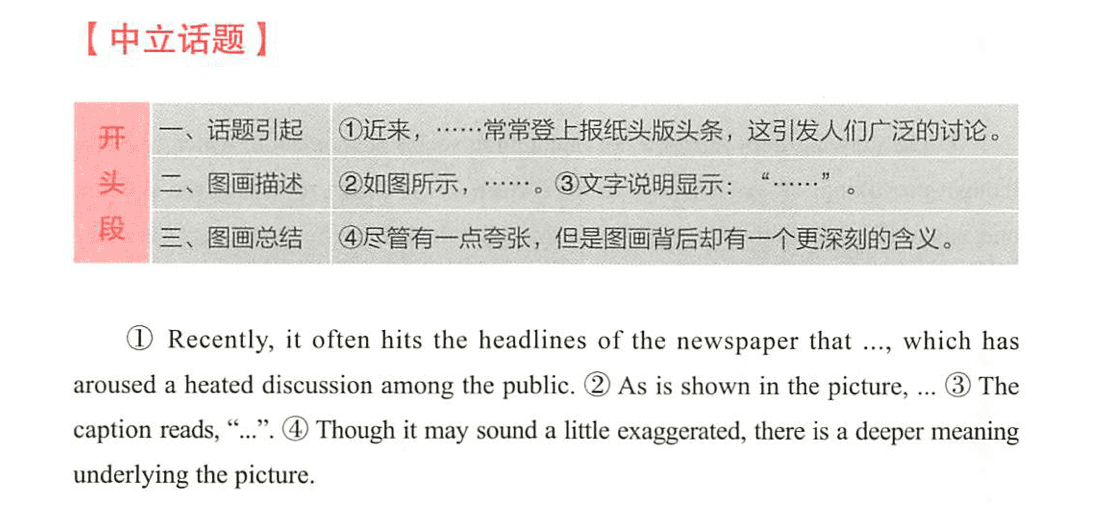 【中立话题】
开头段
一、话题引起 ①近来，……常常登上报纸头版头条，这引发人们广泛的讨论。
二、图画描述 ②如图所示，……。③文字说明显示：“……”。
三、图画总结 ④尽管有一点夸张，但是图画背后却有一个更深刻的含义。
① Recently, it often hits the headlines of the newspaper that ..., which has
aroused a heated discussion among the public. ② As is shown in the picture, ... ③ The
caption reads, “...”. ④ Though it may sound a little exaggerated, there is a deeper meaning
underlying the picture.